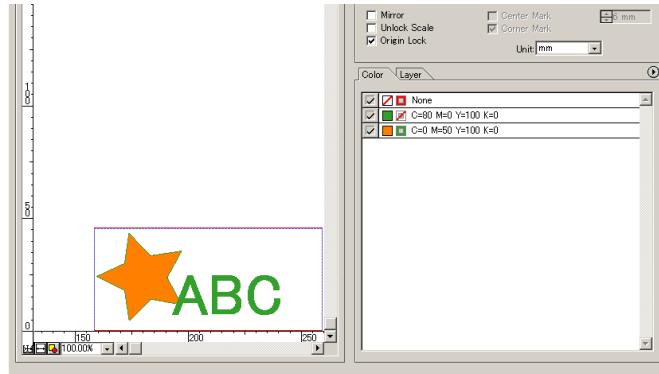 Mirror
Unlock Scale
Origin Lock
Center Mark
Corner Mark
5 mm
Unit: mm
Color
Layer
None
C=80 M=0 Y=100 K=0
C=0 M=50 Y=100 K=0
100
50
0
ABC
150
200
250
100.00%